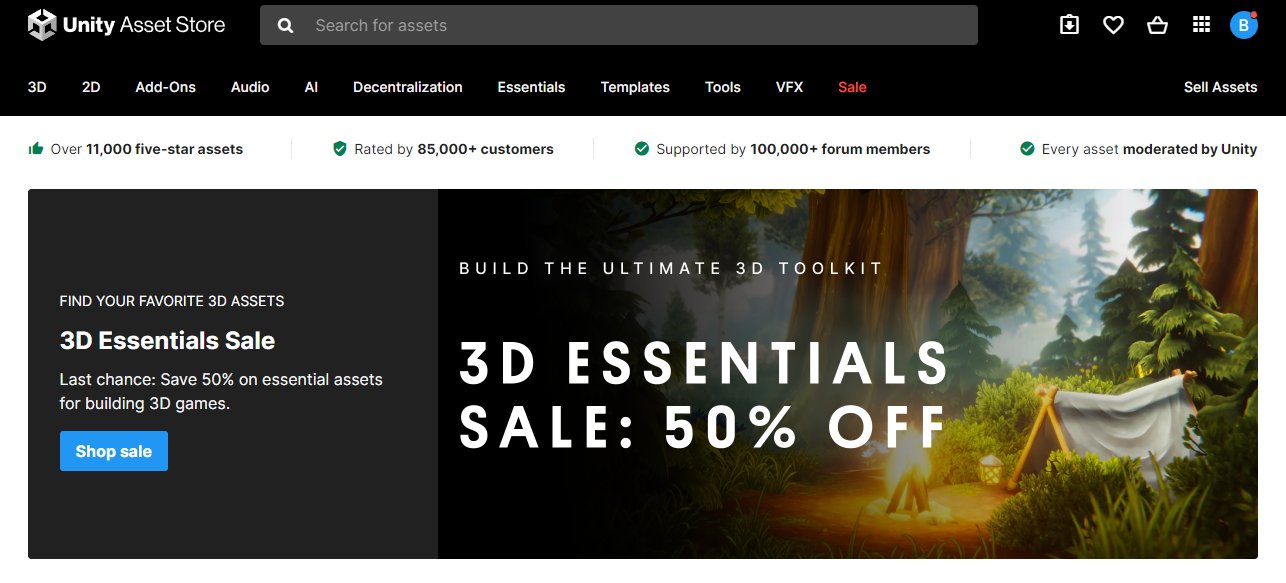 Unity Asset Store
Search for assets
B
3D
2D
Add-Ons
Audio
AI
Decentralization
Essentials
Templates
Tools
VFX
Sale
Sell Assets
Over 11,000 five-star assets
Rated by 85,000+ customers
Supported by 100,000+ forum members
Every asset moderated by Unity
FIND YOUR FAVORITE 3D ASSETS
3D Essentials Sale
Last chance: Save 50% on essential assets
for building 3D games.
Shop sale
BUILD THE ULTIMATE 3D TOOLKIT
3D ESSENTIALS
SALE: 50% OFF